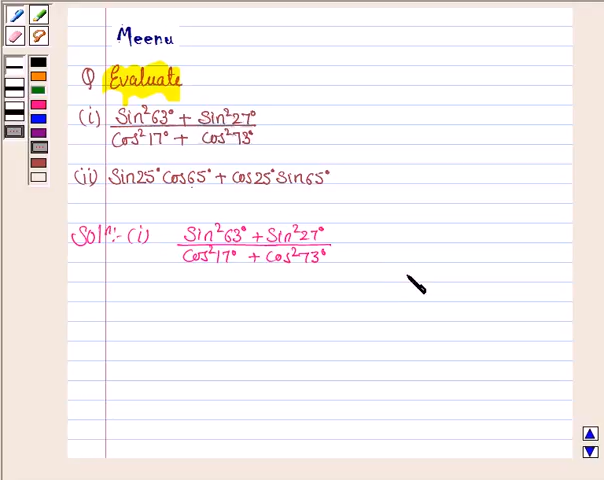 Meenu
Q Evaluate
(i) Sin²63° + Sin²27°
Cos²17° + Cos²73°
(ii) Sin25° Cos65° + Cos25° Sin65°
Solⁿ:- (i) Sin²63° + Sin²27°
Cos²17° + Cos²73°